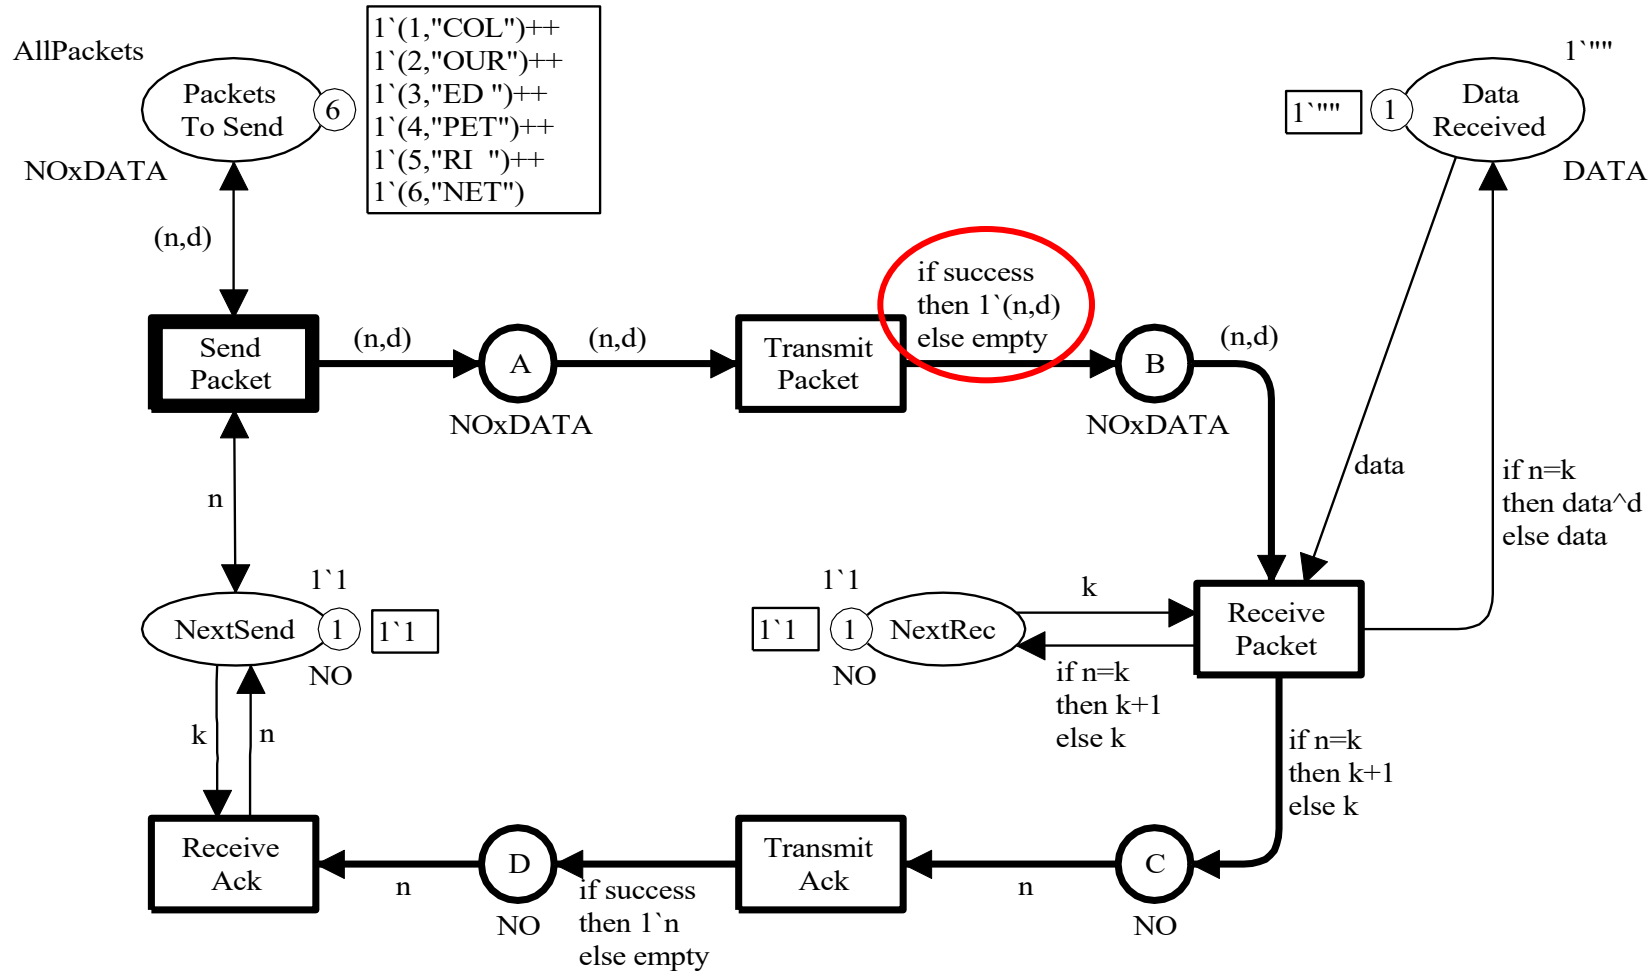 AllPackets
Packets
To Send
6
1`(1,"COL")++
1`(2,"OUR")++
1`(3,"ED ")++
1`(4,"PET")++
1`(5,"RI  ")++
1`(6,"NET")
NOxDATA
1`""
1`""
1
Data
Received
DATA
(n,d)
Send
Packet
(n,d)
A
NOxDATA
(n,d)
Transmit
Packet
if success
then 1`(n,d)
else empty
B
NOxDATA
(n,d)
data
if n=k
then data^d
else data
n
1`1
NextSend
1
1`1
NO
1`1
1`1
1
NextRec
NO
k
if n=k
then k+1
else k
Receive
Packet
k
n
if n=k
then k+1
else k
Receive
Ack
n
D
NO
if success
then 1`n
else empty
Transmit
Ack
n
C
NO